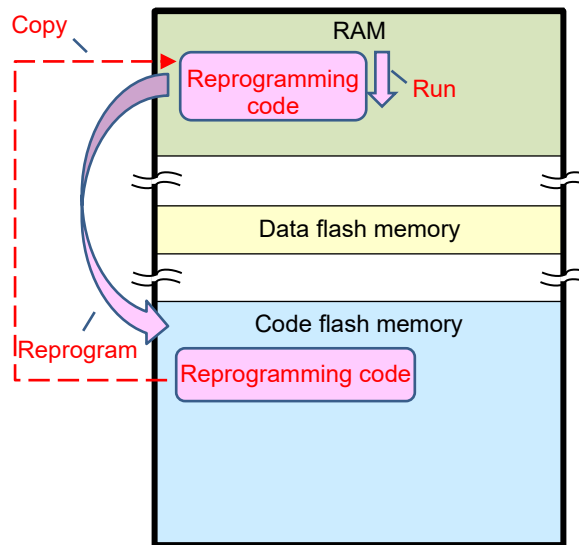 Copy
RAM
Reprogramming
code
Run
Data flash memory
Code flash memory
Reprogram
Reprogramming code